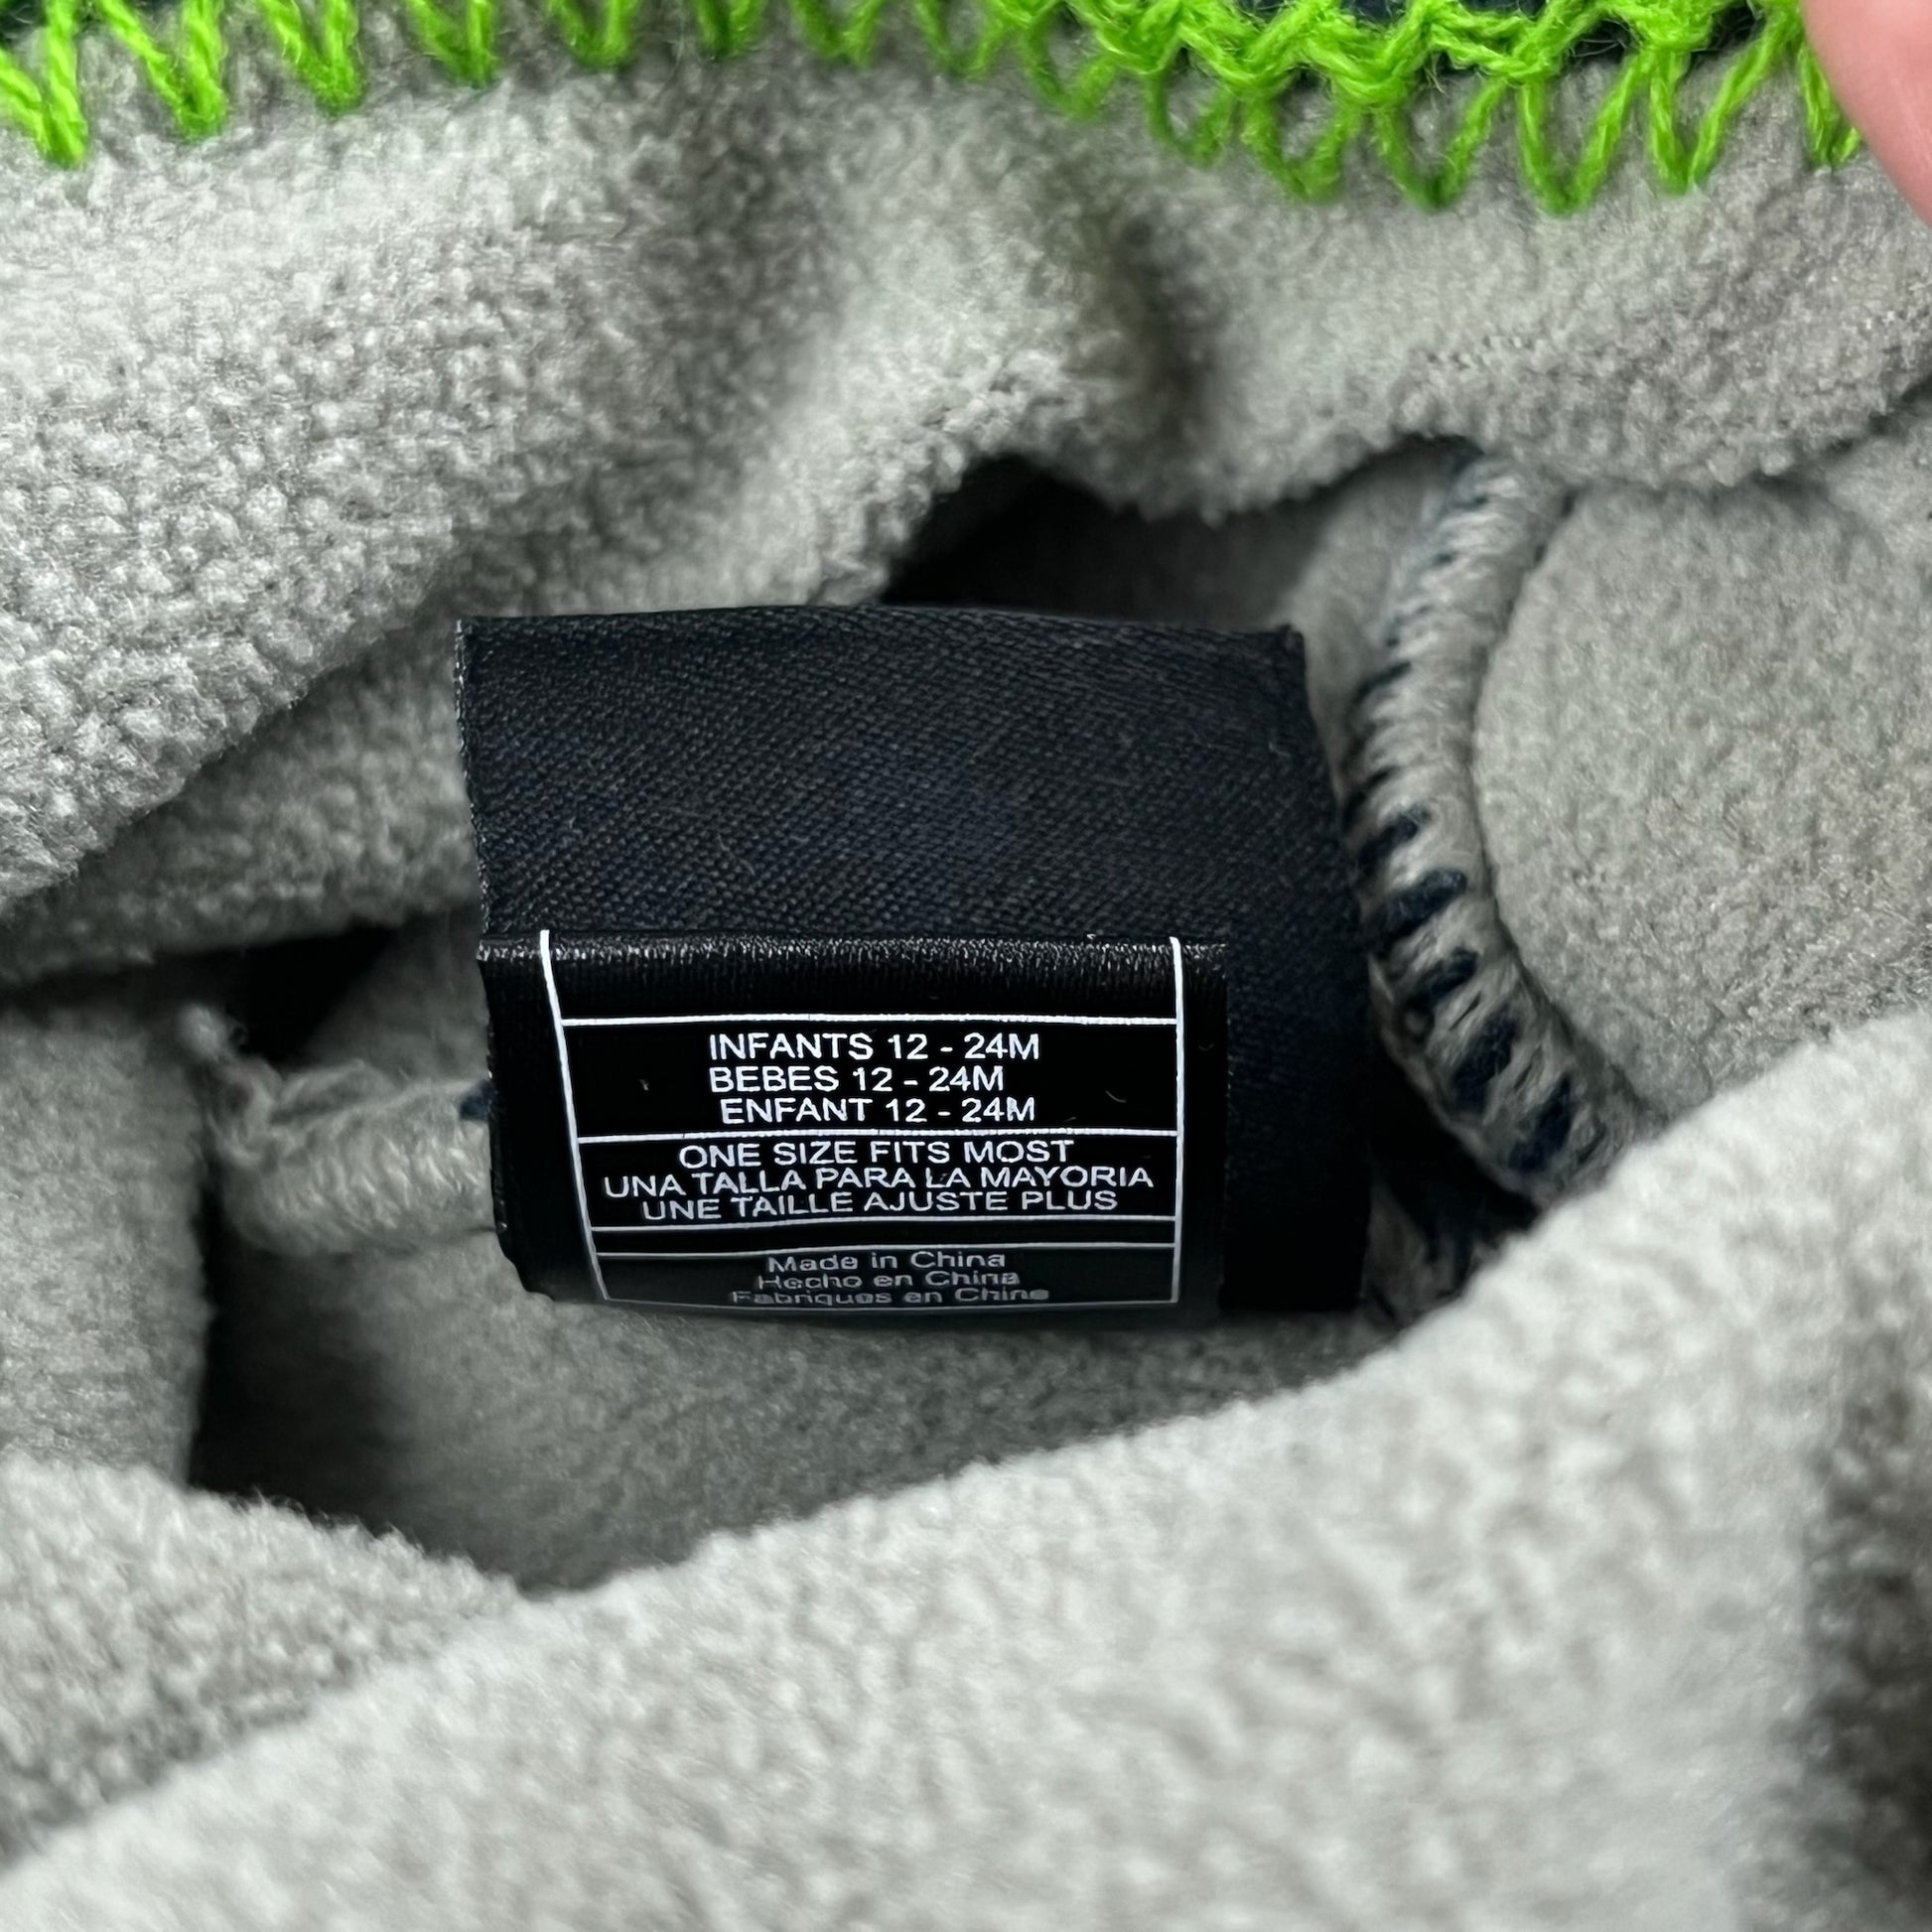 INFANTS 12 - 24M
BEBES 12 - 24M
ENFANT 12 - 24M
ONE SIZE FITS MOST
UNA TALLA PARA LA MAYORIA
UNE TAILLE AJUSTE PLUS
Made in China
Hecho en China
Fabriques en Chine